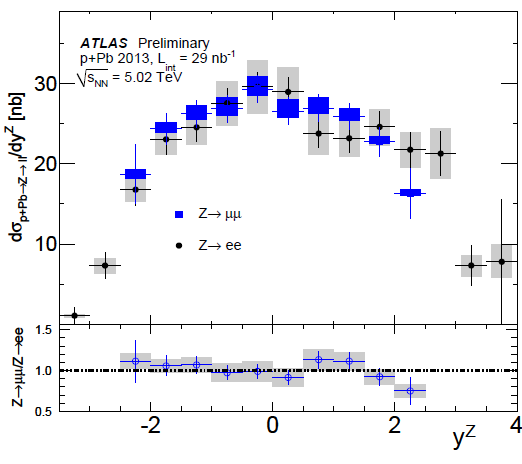 ATLAS Preliminary
p+Pb 2013, L_int = 29 nb⁻¹
√s_NN = 5.02 TeV
dσ_p+Pb→Z→ll/dy^Z [nb]
30
20
10
Z→ μμ
Z→ ee
Z→μμ/Z→ee
1.5
1.0
0.5
-2 0 2 4
y^Z